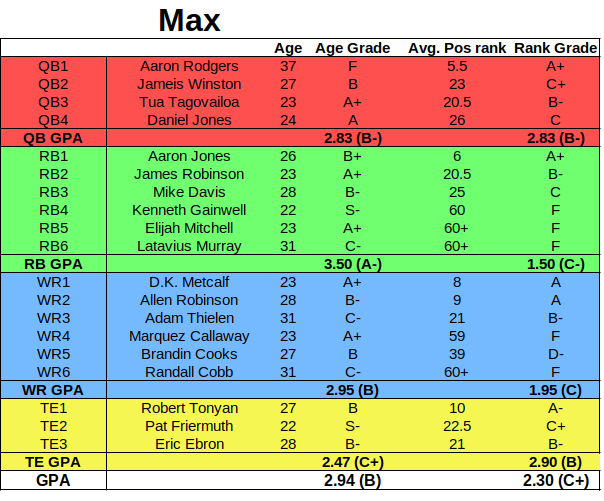 Max
Age Age Grade Avg. Pos rank Rank Grade
QB1 Aaron Rodgers 37 F 5.5 A+
QB2 Jameis Winston 27 B 23 C+
QB3 Tua Tagovailoa 23 A+ 20.5 B-
QB4 Daniel Jones 24 A 26 C
QB GPA 2.83 (B-) 2.83 (B-)
RB1 Aaron Jones 26 B+ 6 A+
RB2 James Robinson 23 A+ 20.5 B-
RB3 Mike Davis 28 B- 25 C
RB4 Kenneth Gainwell 22 S- 60 F
RB5 Elijah Mitchell 23 A+ 60+ F
RB6 Latavius Murray 31 C- 60+ F
RB GPA 3.50 (A-) 1.50 (C-)
WR1 D.K. Metcalf 23 A+ 8 A
WR2 Allen Robinson 28 B- 9 A
WR3 Adam Thielen 31 C- 21 B-
WR4 Marquez Callaway 23 A+ 59 F
WR5 Brandin Cooks 27 B 39 D-
WR6 Randall Cobb 31 C- 60+ F
WR GPA 2.95 (B) 1.95 (C)
TE1 Robert Tonyan 27 B 10 A-
TE2 Pat Friermuth 22 S- 22.5 C+
TE3 Eric Ebron 28 B- 21 B-
TE GPA 2.47 (C+) 2.90 (B)
GPA 2.94 (B) 2.30 (C+)